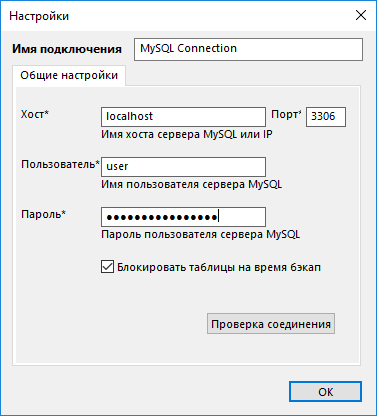 Настройки
Имя подключения MySQL Connection
Общие настройки
Хост* localhost Порт* 3306
Имя хоста сервера MySQL или IP
Пользователь* user
Имя пользователя сервера MySQL
Пароль* ●●●●●●●●●●●●●●●●
Пароль пользователя сервера MySQL
Блокировать таблицы на время бэкап
Проверка соединения
OK